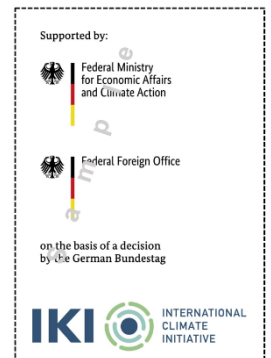 Supported by:
Federal Ministry
for Economic Affairs
and Climate Action
Federal Foreign Office
on the basis of a decision
by the German Bundestag
IKI INTERNATIONAL
CLIMATE
INITIATIVE
sample